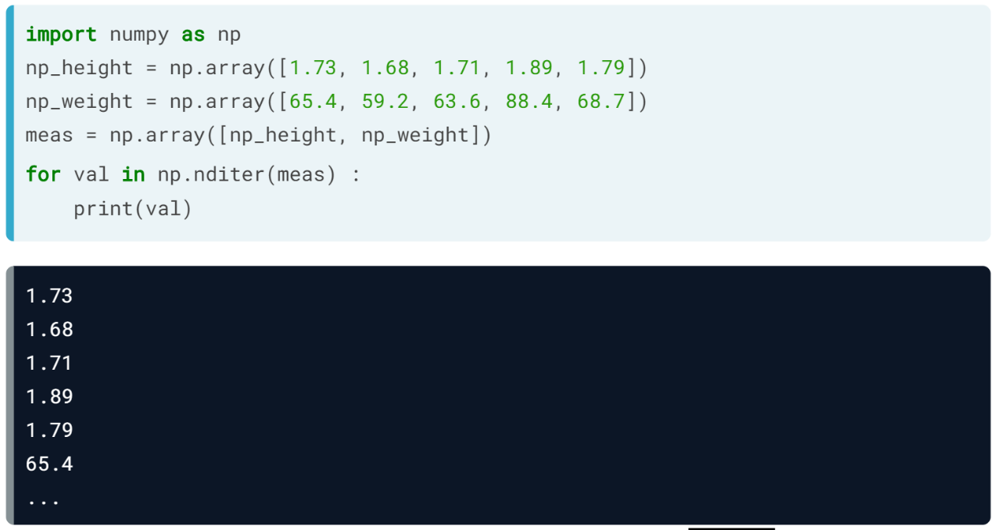 import numpy as np
np_height = np.array([1.73, 1.68, 1.71, 1.89, 1.79])
np_weight = np.array([65.4, 59.2, 63.6, 88.4, 68.7])
meas = np.array([np_height, np_weight])
for val in np.nditer(meas) :
    print(val)
1.73
1.68
1.71
1.89
1.79
65.4
...